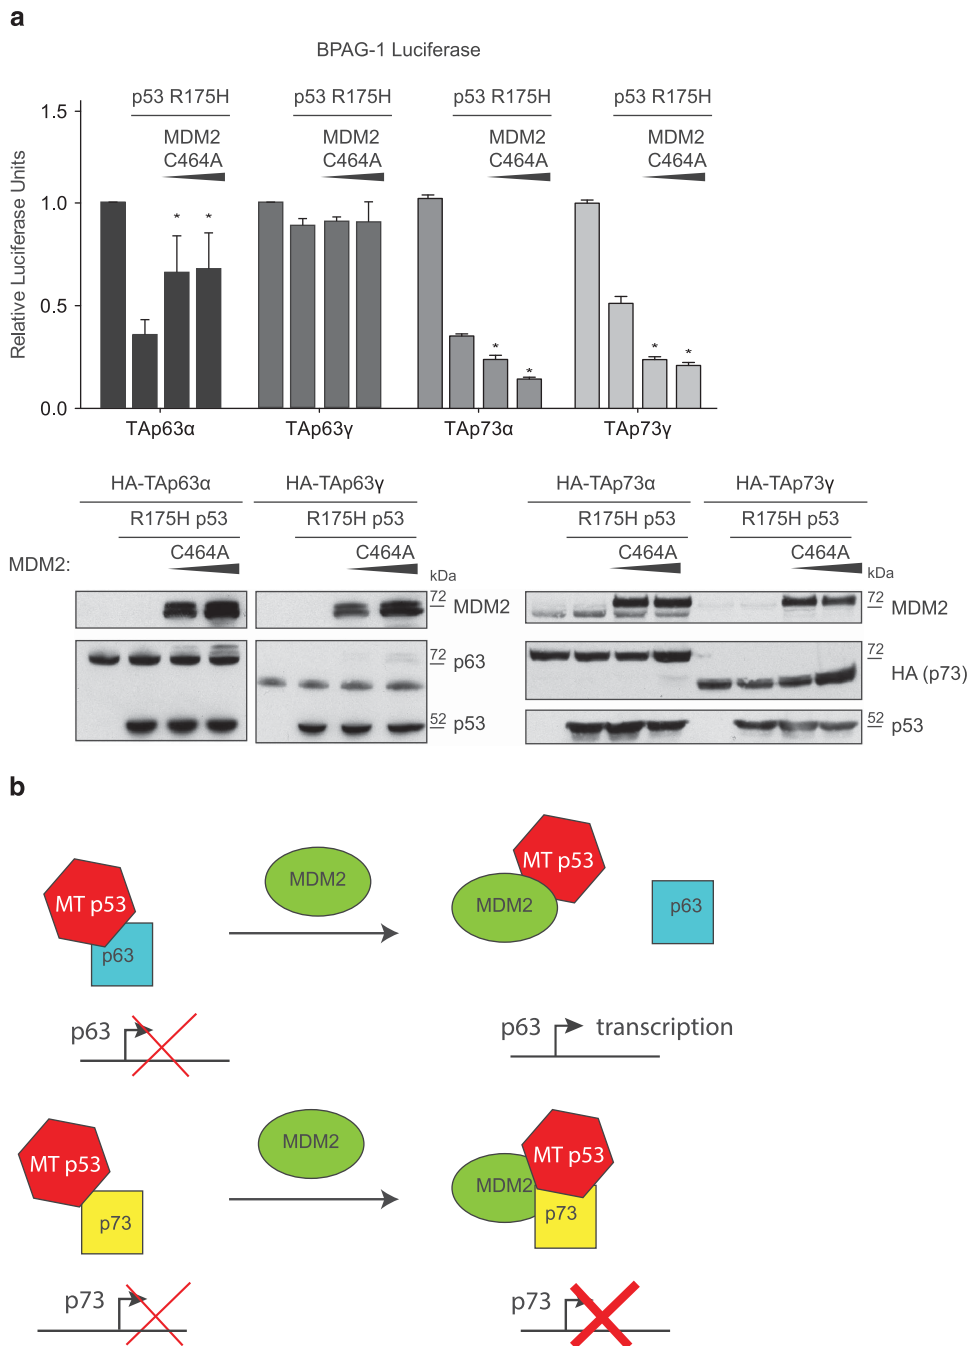 a
BPAG-1 Luciferase
p53 R175H p53 R175H p53 R175H p53 R175H
MDM2 MDM2 MDM2 MDM2
C464A C464A C464A C464A
Relative Luciferase Units
1.5
1.0
0.5
0.0
* * * * * *
TAp63α TAp63γ TAp73α TAp73γ
HA-TAp63α HA-TAp63γ HA-TAp73α HA-TAp73γ
R175H p53 R175H p53 R175H p53 R175H p53
MDM2: C464A C464A C464A C464A
kDa kDa
72 MDM2 72 MDM2
72 p63 72 HA (p73)
52 p53 52 p53
b
MT p53 MDM2 MDM2 MT p53 p63
p63
p63 p63 transcription
MT p53 MDM2 MDM2 MT p53
p73 p73
p73 p73